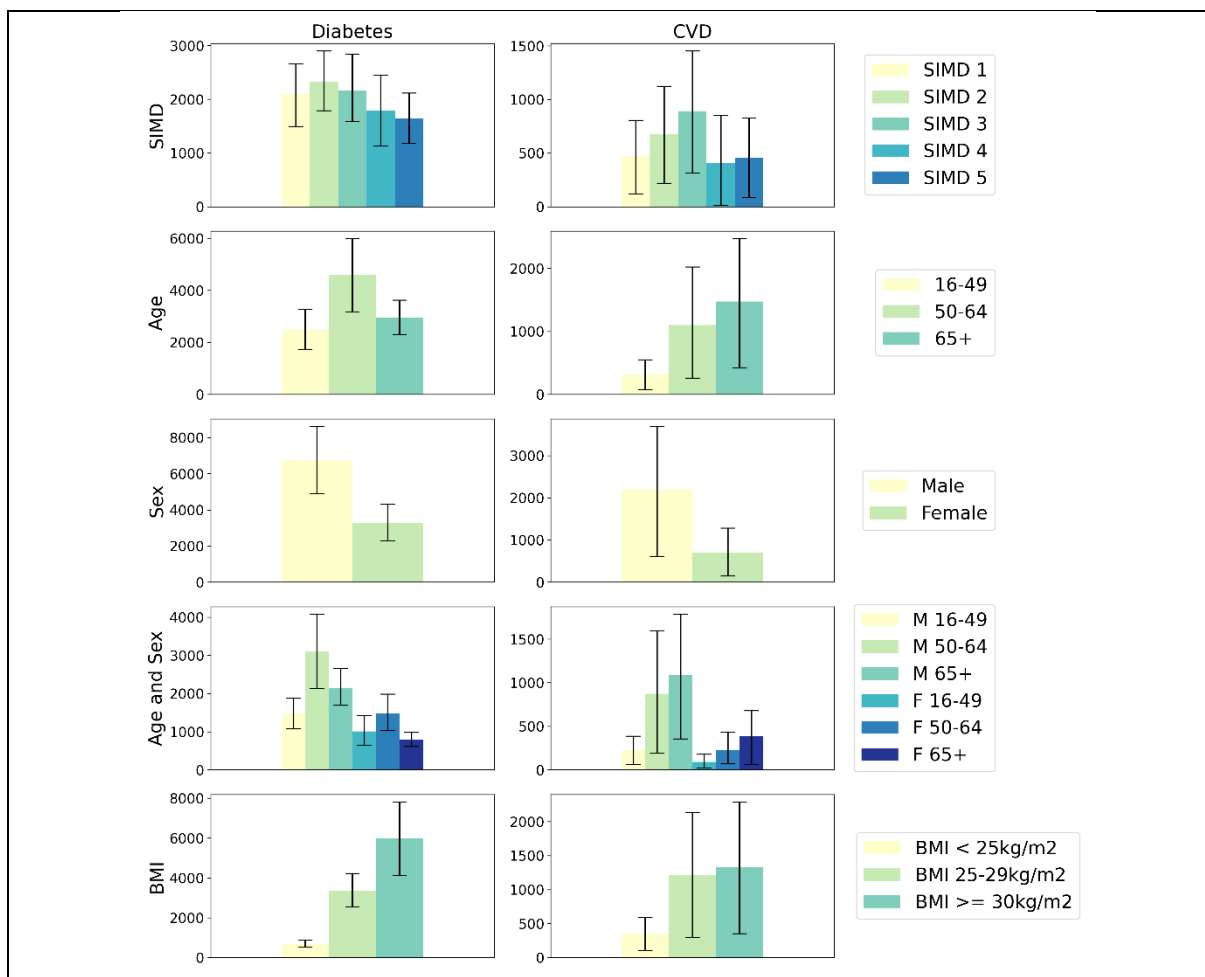 Diabetes
CVD
SIMD
3000
2000
1000
0
1500
1000
500
0
SIMD 1
SIMD 2
SIMD 3
SIMD 4
SIMD 5
Age
6000
4000
2000
0
2000
1000
0
16-49
50-64
65+
Sex
8000
6000
4000
2000
0
3000
2000
1000
0
Male
Female
Age and Sex
4000
3000
2000
1000
0
1500
1000
500
0
M 16-49
M 50-64
M 65+
F 16-49
F 50-64
F 65+
BMI
8000
6000
4000
2000
0
2000
1500
1000
500
0
BMI < 25kg/m2
BMI 25-29kg/m2
BMI >= 30kg/m2